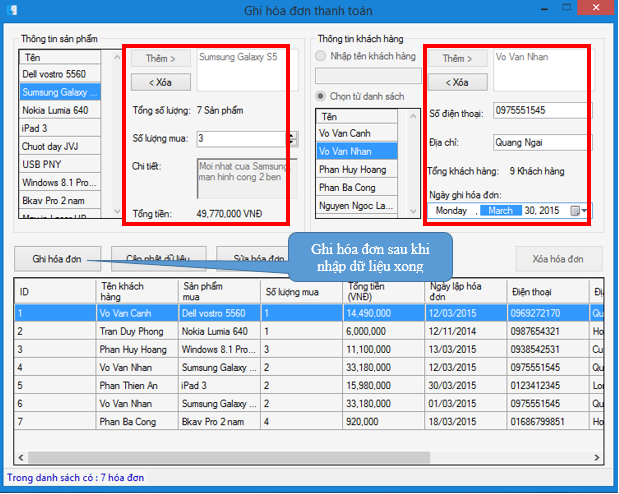 Ghi hóa đơn thanh toán
Thông tin sản phẩm
Tên
Dell vostro 5560
Sumsung Galaxy ...
Nokia Lumia 640
iPad 3
Chuot day JVJ
USB PNY
Windows 8.1 Pro...
Bkav Pro 2 nam
Thêm >
< Xóa
Sumsung Galaxy S5
Tổng số lượng: 7 Sản phẩm
Số lượng mua: 3
Chi tiết: Moi nhat cua Samsung,
man hinh cong 2 ben
Tổng tiền: 49,770,000 VNĐ
Thông tin khách hàng
Nhập tên khách hàng
Chọn từ danh sách
Tên
Vo Van Canh
Vo Van Nhan
Phan Huy Hoang
Phan Ba Cong
Nguyen Ngoc La...
Thêm >
< Xóa
Vo Van Nhan
Số điện thoại: 0975551545
Địa chỉ: Quang Ngai
Tổng khách hàng: 9 Khách hàng
Ngày ghi hóa đơn:
Monday , March 30, 2015
Ghi hóa đơn sau khi
nhập dữ liệu xong
Ghi hóa đơn Cập nhật dữ liệu Sửa hóa đơn Xóa hóa đơn
ID Tên khách hàng Sản phẩm mua Số lượng mua Tổng tiền (VNĐ) Ngày lập hóa đơn Điện thoại Địa
1 Vo Van Canh Dell vostro 5560 1 14,490,000 12/03/2015 0969272170 Qu
2 Tran Duy Phong Nokia Lumia 640 1 6,000,000 12/11/2014 0987654321 Ho
3 Phan Huy Hoang Windows 8.1 Pr... 3 11,100,000 13/03/2015 0938542531 Cu
4 Vo Van Nhan Sumsung Galaxy ... 2 33,180,000 12/03/2015 0975551545 Qu
5 Phan Thien An iPad 3 2 15,980,000 30/03/2015 0123412345 Lor
6 Vo Van Nhan Sumsung Galaxy ... 2 33,180,000 01/03/2015 0975551545 Qu
7 Phan Ba Cong Bkav Pro 2 nam 4 920,000 18/03/2015 01686799851 Ho
Trong danh sách có : 7 hóa đơn